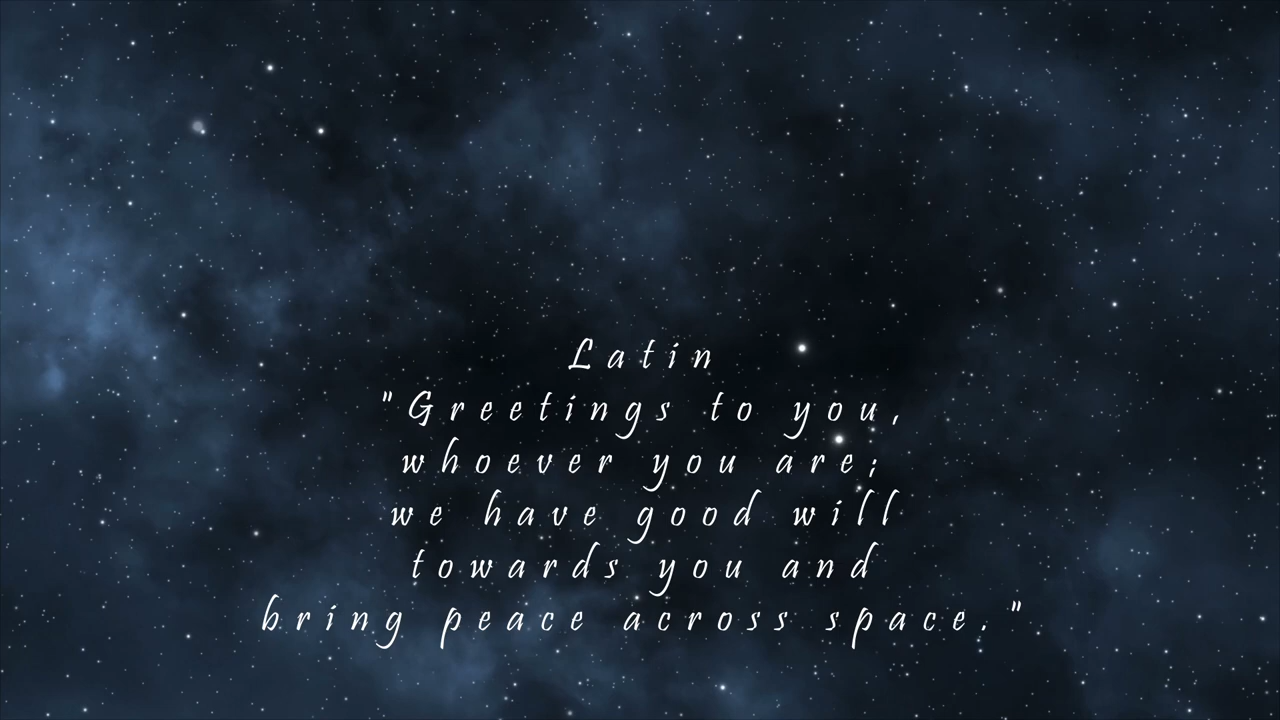 Latin
"Greetings to you,
whoever you are;
we have good will
towards you and
bring peace across space."